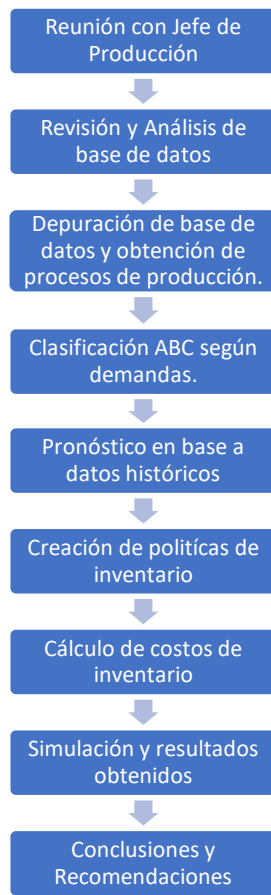 Reunión con Jefe de
Producción
Revisión y Análisis de
base de datos
Depuración de base de
datos y obtención de
procesos de producción.
Clasificación ABC según
demandas.
Pronóstico en base a
datos históricos
Creación de politícas de
inventario
Cálculo de costos de
inventario
Simulación y resultados
obtenidos
Conclusiones y
Recomendaciones